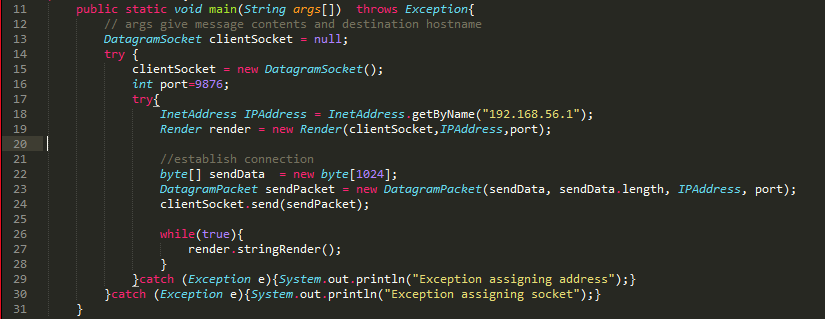 11 public static void main(String args[])  throws Exception{
12 // args give message contents and destination hostname
13 DatagramSocket clientSocket = null;
14 try {
15 clientSocket = new DatagramSocket();
16 int port=9876;
17 try{
18 InetAddress IPAddress = InetAddress.getByName("192.168.56.1");
19 Render render = new Render(clientSocket,IPAddress,port);
20
21 //establish connection
22 byte[] sendData  = new byte[1024];
23 DatagramPacket sendPacket = new DatagramPacket(sendData, sendData.length, IPAddress, port);
24 clientSocket.send(sendPacket);
25
26 while(true){
27 render.stringRender();
28 }
29 }catch (Exception e){System.out.println("Exception assigning address");}
30 }catch (Exception e){System.out.println("Exception assigning socket");}
31 }